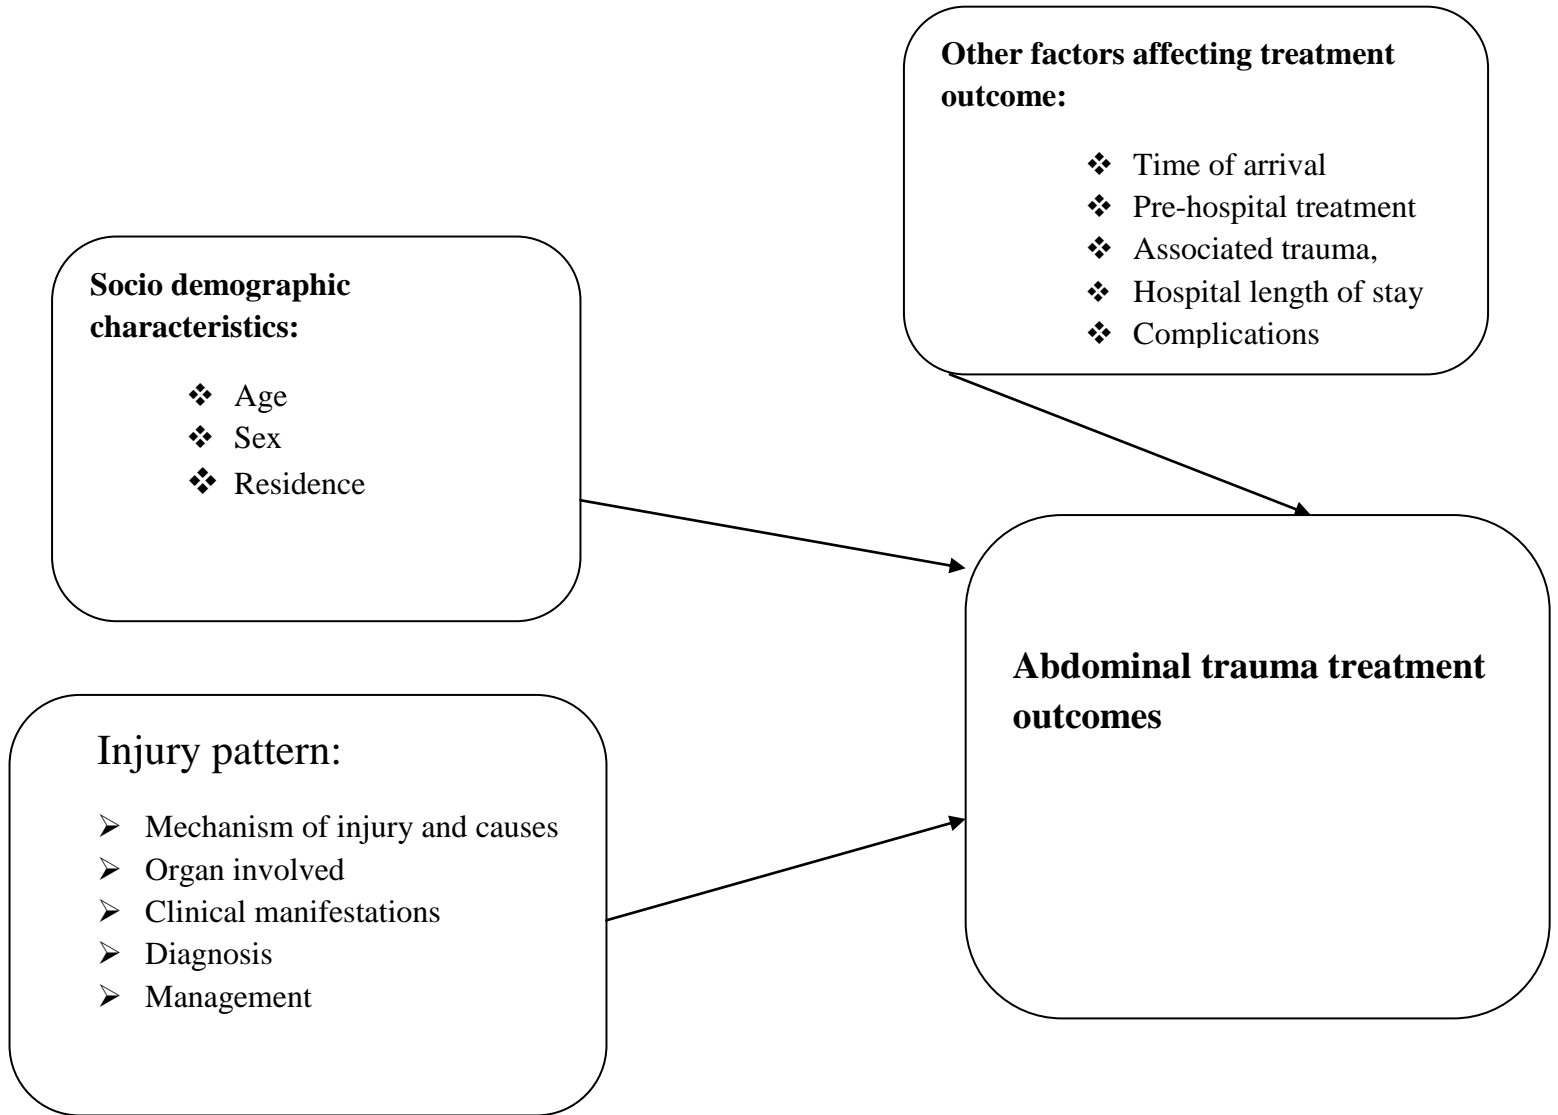 Other factors affecting treatment
outcome:
❖ Time of arrival
❖ Pre-hospital treatment
❖ Associated trauma,
❖ Hospital length of stay
❖ Complications
Socio demographic
characteristics:
❖ Age
❖ Sex
❖ Residence
Abdominal trauma treatment
outcomes
Injury pattern:
➢ Mechanism of injury and causes
➢ Organ involved
➢ Clinical manifestations
➢ Diagnosis
➢ Management